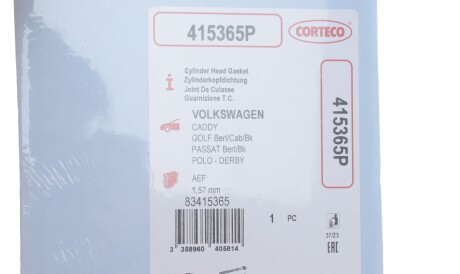 415365P
CORTECO
Cylinder Head Gasket
Zylinderkopfdichtung
Joint De Culasse
Guarnizione T.C.
VOLKSWAGEN
CADDY
GOLF Berl/Cab/Bk
PASSAT Berl/Bk
POLO - DERBY
AEF
1,57 mm
83415365
1 PC
3 358960 405814
37/23
EAC
415365P